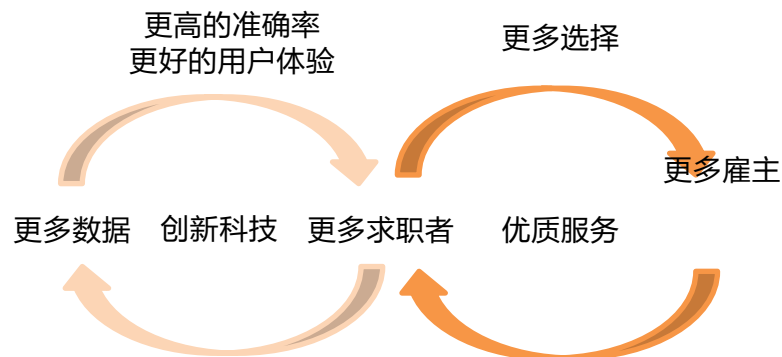 更高的准确率
更好的用户体验
更多选择
更多雇主
更多数据
创新科技
更多求职者
优质服务